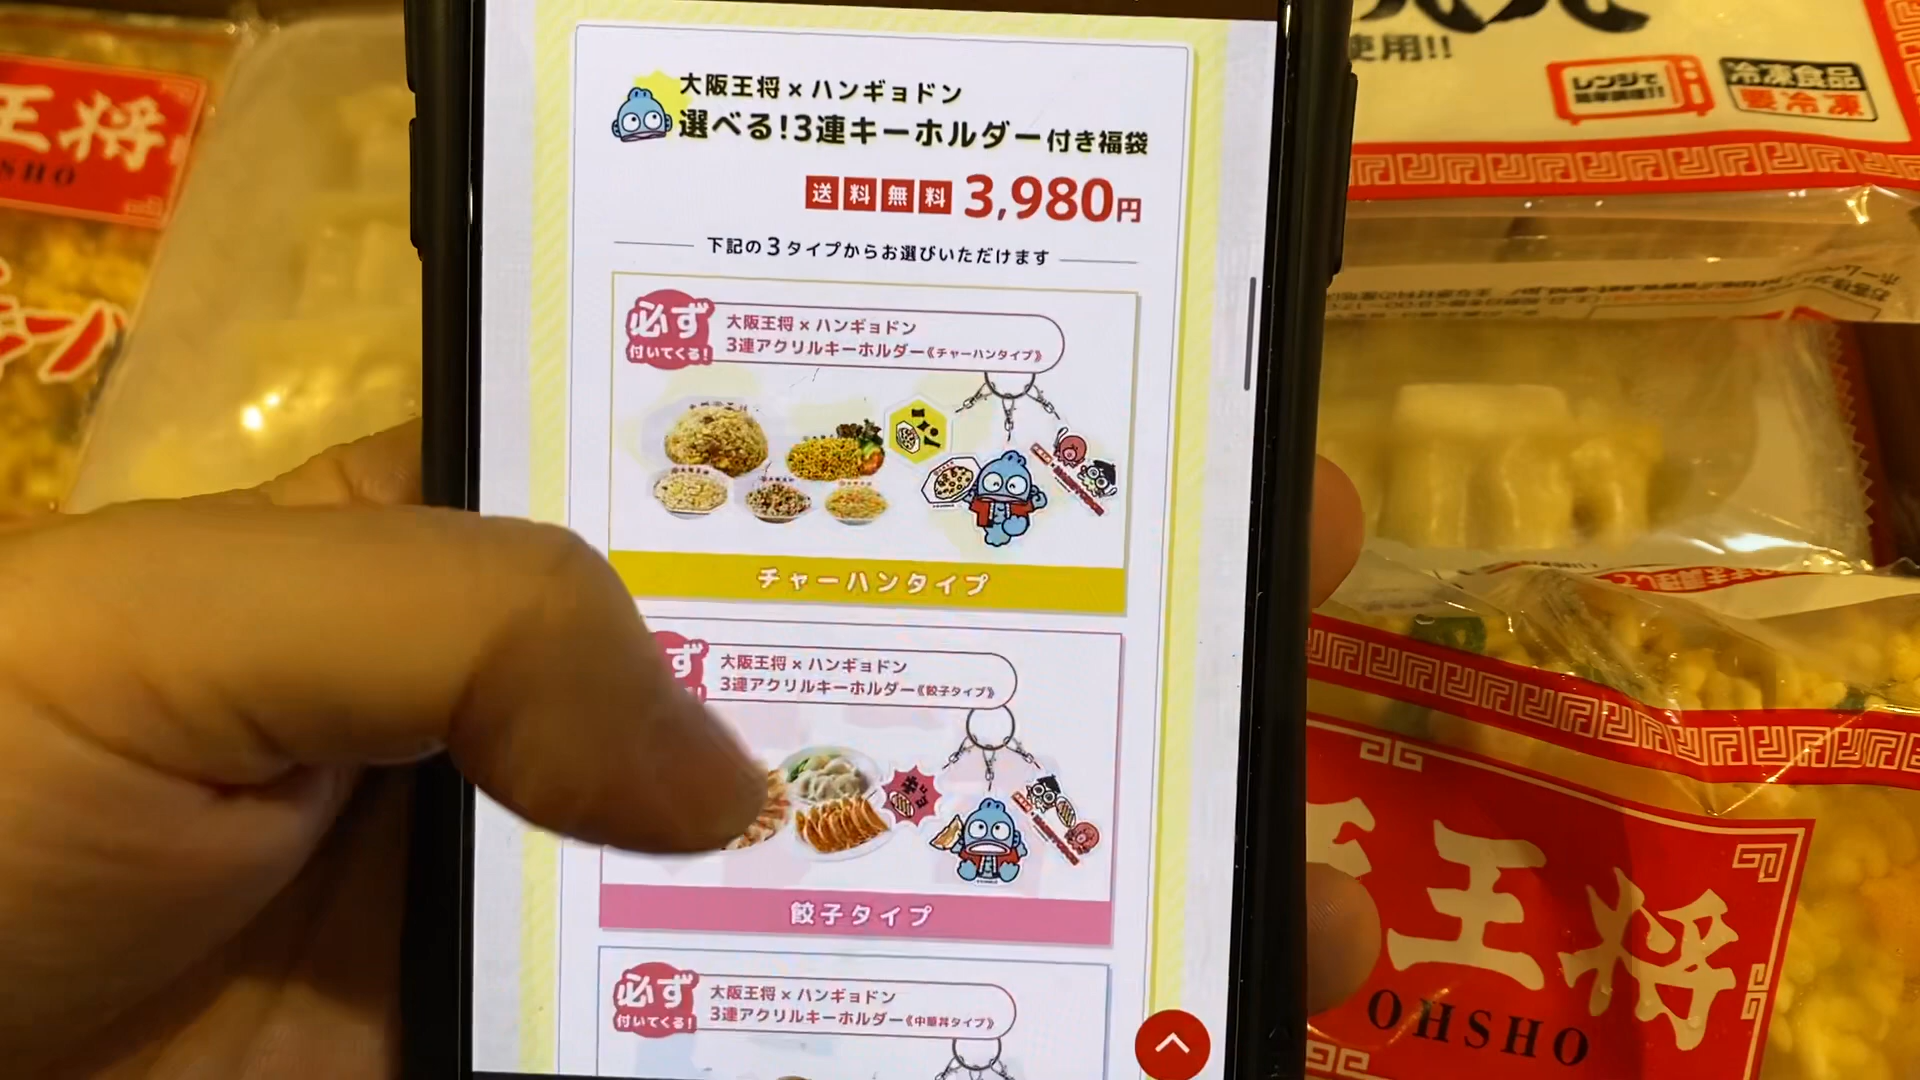 大阪王将×ハンギョドン
選べる!3連キーホルダー付き福袋
送料無料 3,980円
下記の3タイプからお選びいただけます
必ず
付いてくる!
大阪王将×ハンギョドン
3連アクリルキーホルダー《チャーハンタイプ》
チャーハンタイプ
ず
大阪王将×ハンギョドン
3連アクリルキーホルダー《餃子タイプ》
餃子タイプ
必ず
付いてくる!
大阪王将×ハンギョドン
3連アクリルキーホルダー《中華丼タイプ》
王将
OHSHO
使用!!
レンジで
冷凍食品
要冷凍
王将
OHSHO